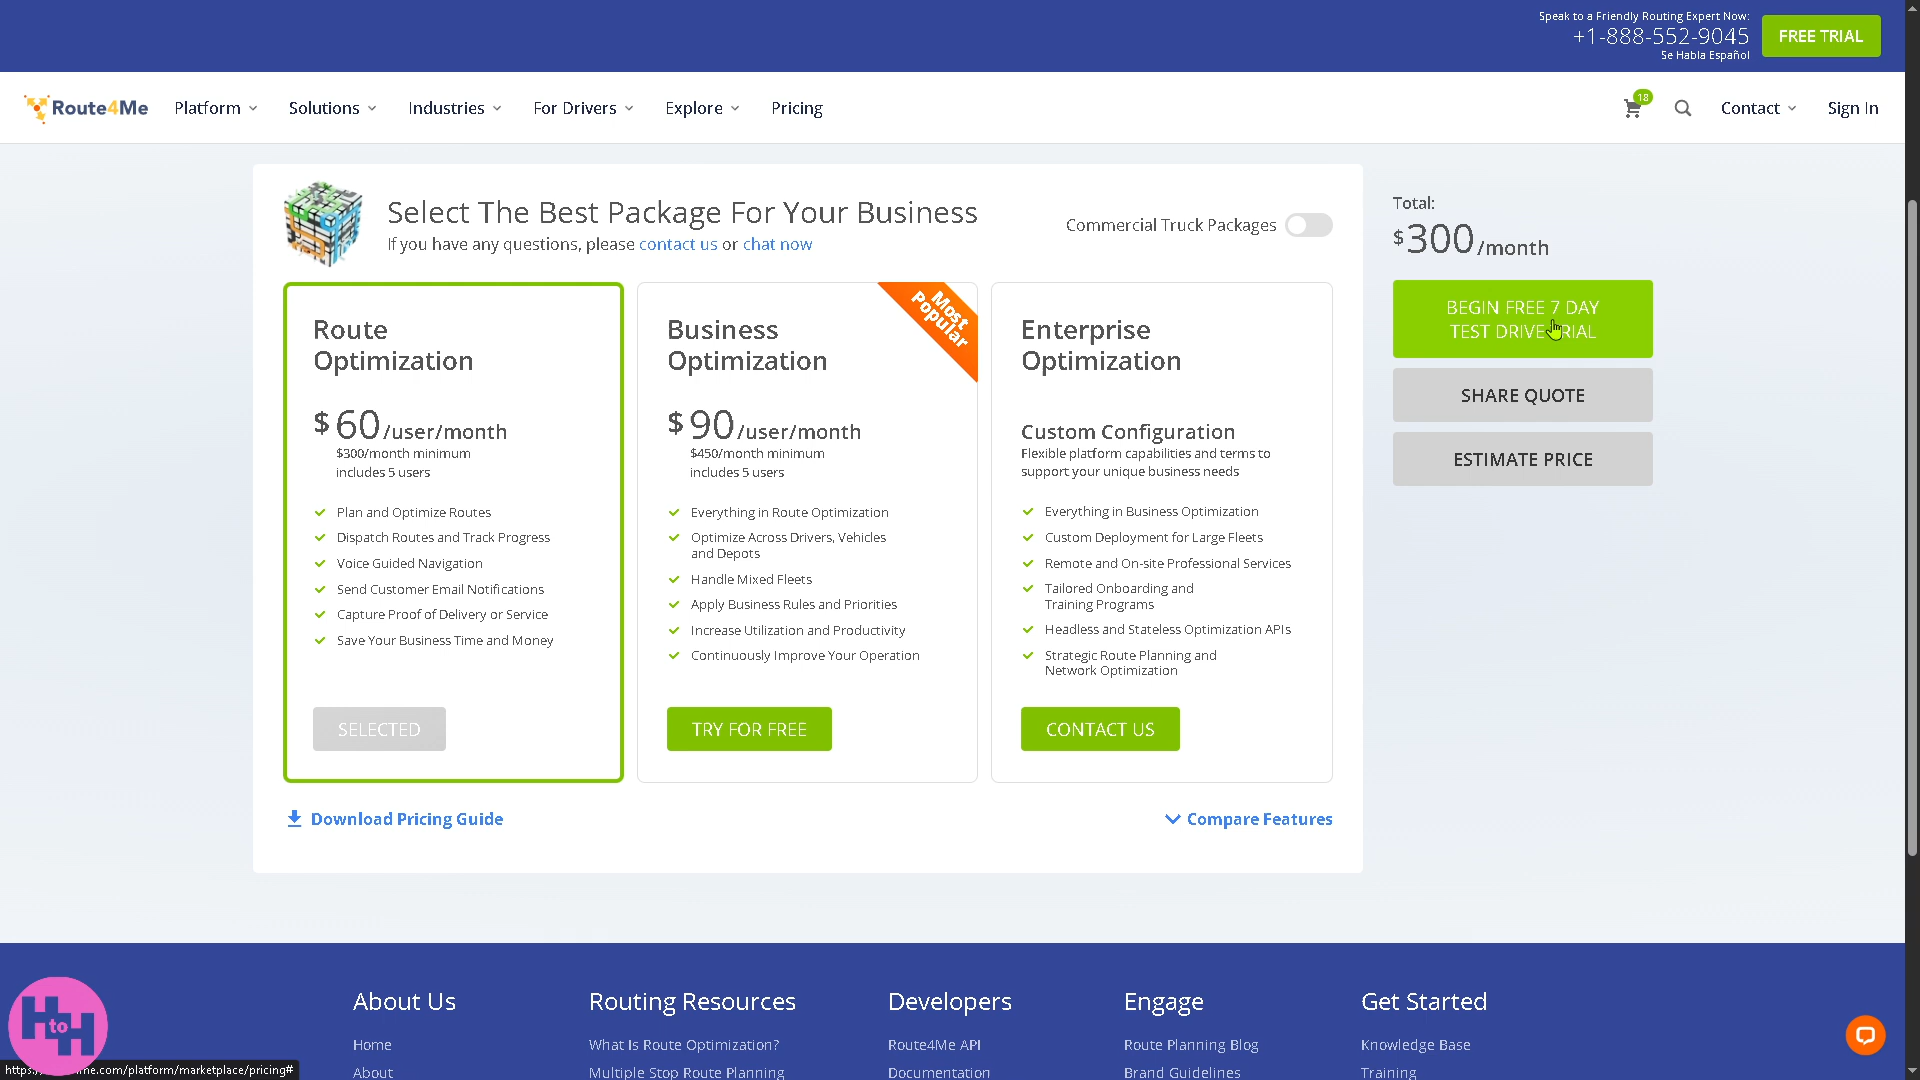 Speak to a Friendly Routing Expert Now:
+1-888-552-9045
Se Habla Español
FREE TRIAL
Route4Me
Platform
Solutions
Industries
For Drivers
Explore
Pricing
18
Contact
Sign In
Select The Best Package For Your Business
If you have any questions, please contact us or chat now
Commercial Truck Packages
Total:
$300/month
BEGIN FREE 7 DAY
TEST DRIVE
SHARE QUOTE
ESTIMATE PRICE
Route
Optimization
$60/user/month
$300/month minimum
includes 5 users
Plan and Optimize Routes
Dispatch Routes and Track Progress
Voice Guided Navigation
Send Customer Email Notifications
Capture Proof of Delivery or Service
Save Your Business Time and Money
SELECTED
Most
Popular
Business
Optimization
$90/user/month
$450/month minimum
includes 5 users
Everything in Route Optimization
Optimize Across Drivers, Vehicles
and Depots
Handle Mixed Fleets
Apply Business Rules and Priorities
Increase Utilization and Productivity
Continuously Improve Your Operation
TRY FOR FREE
Enterprise
Optimization
Custom Configuration
Flexible platform capabilities and terms to
support your unique business needs
Everything in Business Optimization
Custom Deployment for Large Fleets
Remote and On-site Professional Services
Tailored Onboarding and
Training Programs
Headless and Stateless Optimization APIs
Strategic Route Planning and
Network Optimization
CONTACT US
Download Pricing Guide
Compare Features
About Us
Home
About
Routing Resources
What Is Route Optimization?
Multiple Stop Route Planning
Developers
Route4Me API
Documentation
Engage
Route Planning Blog
Brand Guidelines
Get Started
Knowledge Base
Training
H to H
.com/platform/marketplace/pricing#